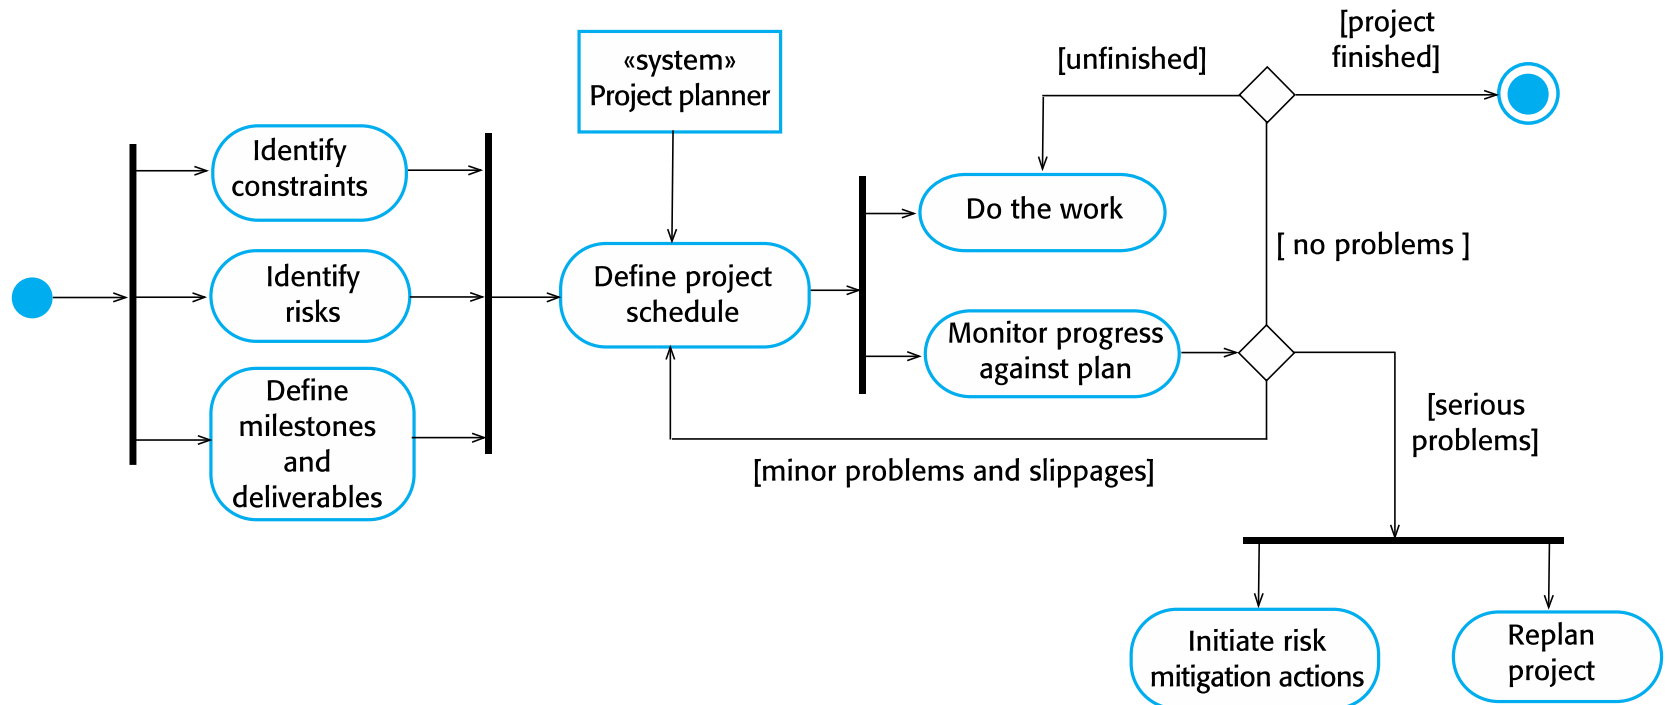 [project
finished]
[unfinished]
«system»
Project planner
Identify
constraints
Do the work
[ no problems ]
Identify
risks
Define project
schedule
Monitor progress
against plan
Define
milestones
and
deliverables
[serious
problems]
[minor problems and slippages]
Initiate risk
mitigation actions
Replan
project